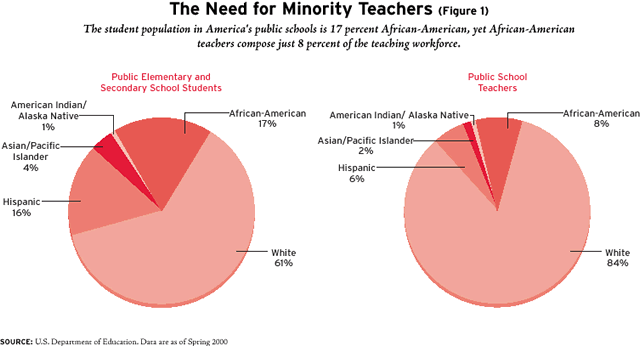 The Need for Minority Teachers (Figure 1)
The student population in America's public schools is 17 percent African-American, yet African-American
teachers compose just 8 percent of the teaching workforce.
Public Elementary and
Secondary School Students
American Indian/
Alaska Native
1%
African-American
17%
Asian/Pacific
Islander
4%
Hispanic
16%
White
61%
Public School
Teachers
American Indian/ Alaska Native
1%
African-American
8%
Asian/Pacific Islander
2%
Hispanic
6%
White
84%
SOURCE: U.S. Department of Education. Data are as of Spring 2000